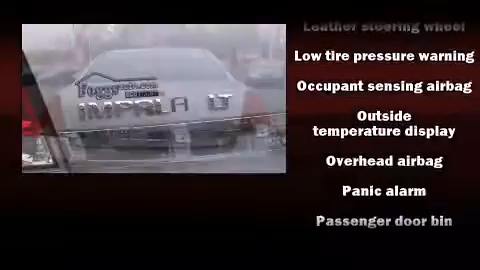 Leather steering wheel
Low tire pressure warning
Occupant sensing airbag
Outside
temperature display
Overhead airbag
Panic alarm
Passenger door bin
IMPALA LT